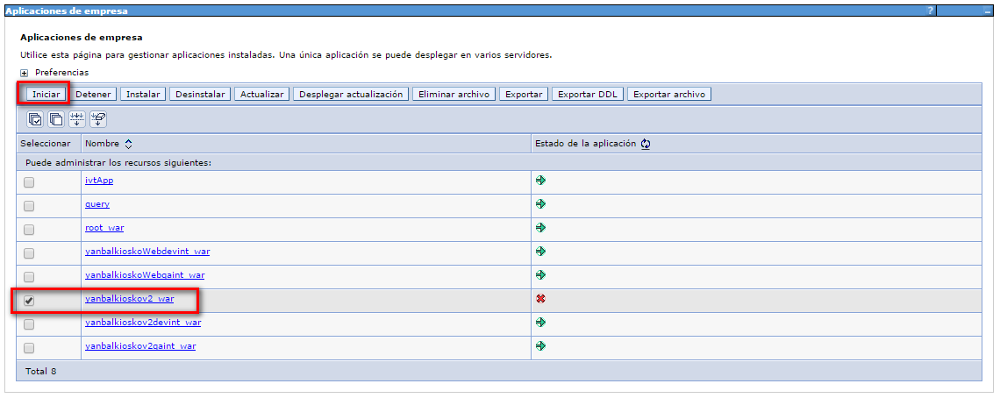 Aplicaciones de empresa ? _
Aplicaciones de empresa
Utilice esta página para gestionar aplicaciones instaladas. Una única aplicación se puede desplegar en varios servidores.
Preferencias
Iniciar Detener Instalar Desinstalar Actualizar Desplegar actualización Eliminar archivo Exportar Exportar DDL Exportar archivo
Seleccionar Nombre Estado de la aplicación
Puede administrar los recursos siguientes:
ivtApp
query
root_war
yanbalkioskoWebdevint_war
yanbalkioskoWebqaint_war
yanbalkioskov2_war
yanbalkioskov2devint_war
yanbalkioskov2qaint_war
Total 8